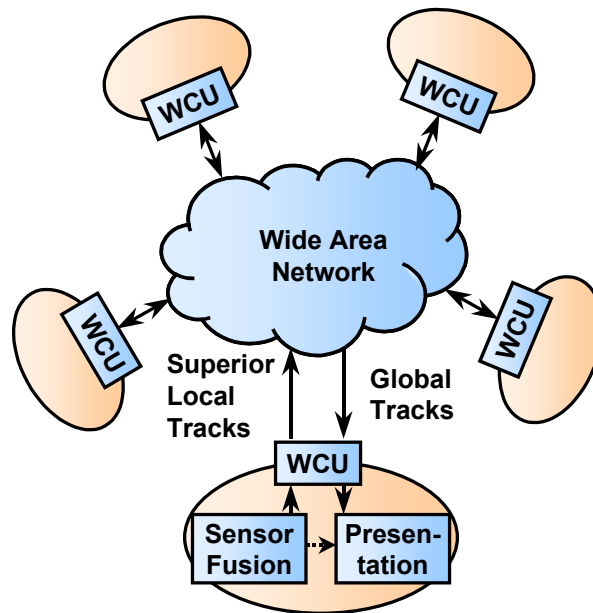 WCU
WCU
Wide Area
Network
WCU
WCU
Superior
Local
Tracks
Global
Tracks
WCU
Sensor
Fusion
Presen-
tation